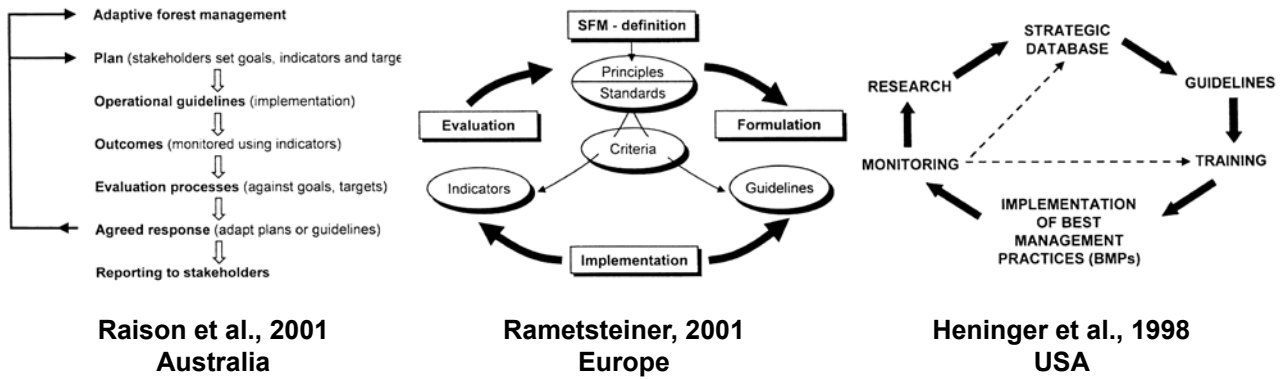 Adaptive forest management
Plan (stakeholders set goals, indicators and targe
Operational guidelines (implementation)
Outcomes (monitored using indicators)
Evaluation processes (against goals, targets)
Agreed response (adapt plans or guidelines)
Reporting to stakeholders
Raison et al., 2001
Australia
SFM - definition
Principles
Standards
Evaluation
Formulation
Criteria
Indicators
Guidelines
Implementation
Rametsteiner, 2001
Europe
STRATEGIC
DATABASE
RESEARCH
GUIDELINES
MONITORING
TRAINING
IMPLEMENTATION
OF BEST
MANAGEMENT
PRACTICES (BMPs)
Heninger et al., 1998
USA